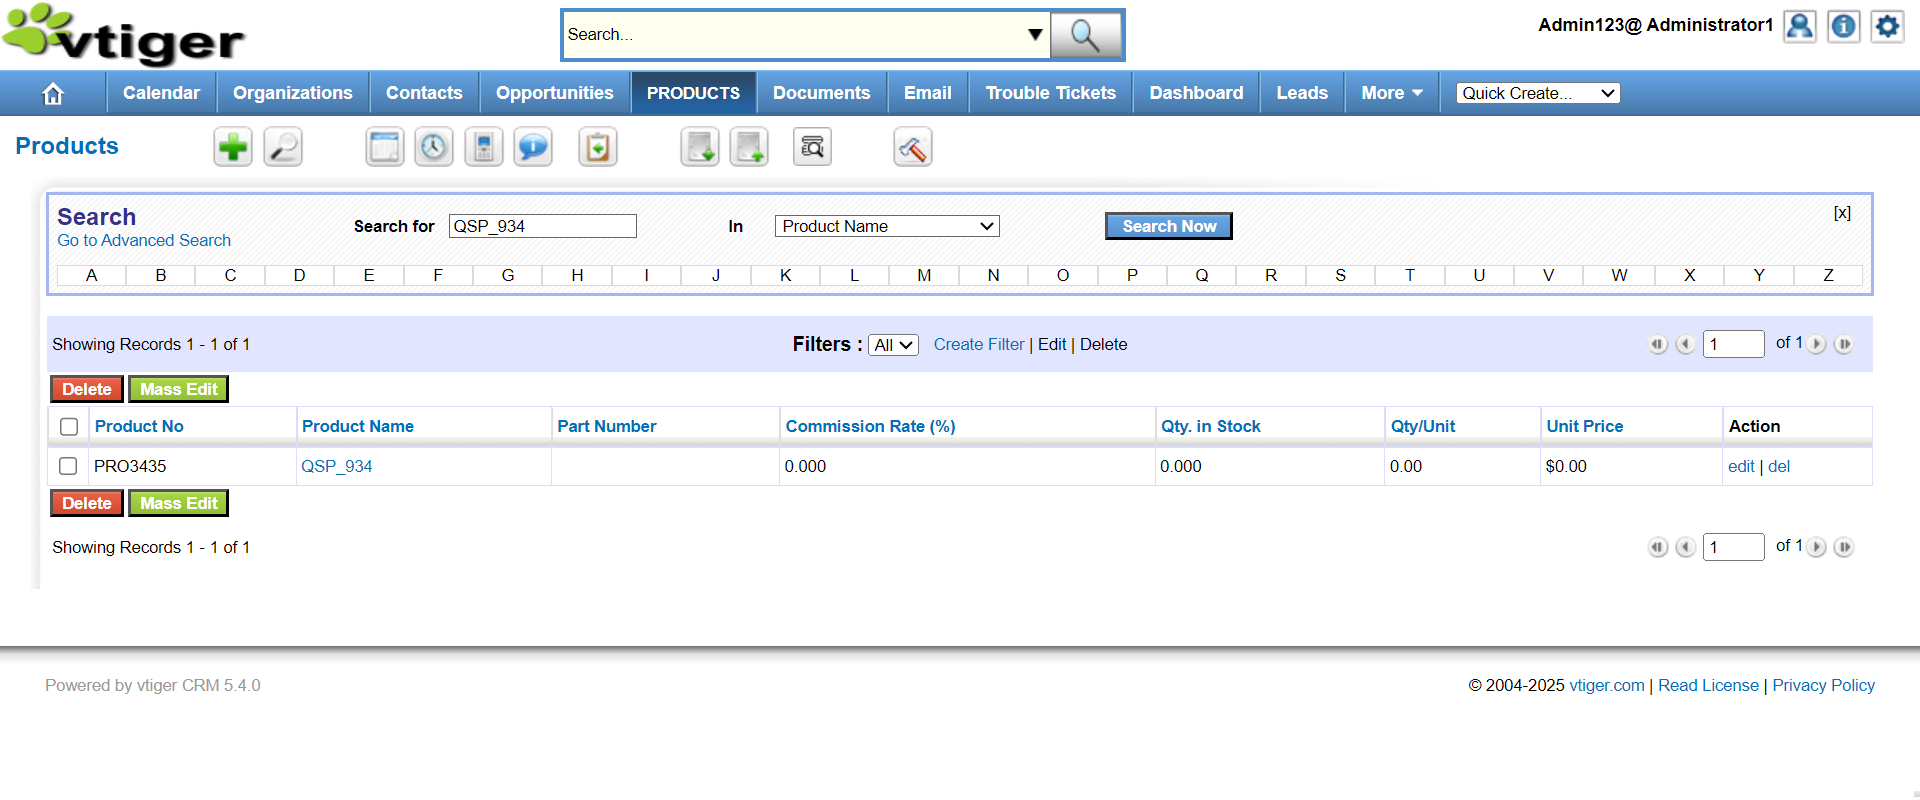 vtiger
Search...
Admin123@ Administrator1
Calendar Organizations Contacts Opportunities PRODUCTS Documents Email Trouble Tickets Dashboard Leads More Quick Create...
Products
Search
Go to Advanced Search
Search for QSP_934 In Product Name Search Now [x]
A B C D E F G H I J K L M N O P Q R S T U V W X Y Z
Showing Records 1 - 1 of 1 Filters : All Create Filter | Edit | Delete 1 of 1
Delete Mass Edit
Product No Product Name Part Number Commission Rate (%) Qty. in Stock Qty/Unit Unit Price Action
PRO3435 QSP_934 0.000 0.000 0.00 $0.00 edit | del
Delete Mass Edit
Showing Records 1 - 1 of 1 1 of 1
Powered by vtiger CRM 5.4.0 © 2004-2025 vtiger.com | Read License | Privacy Policy